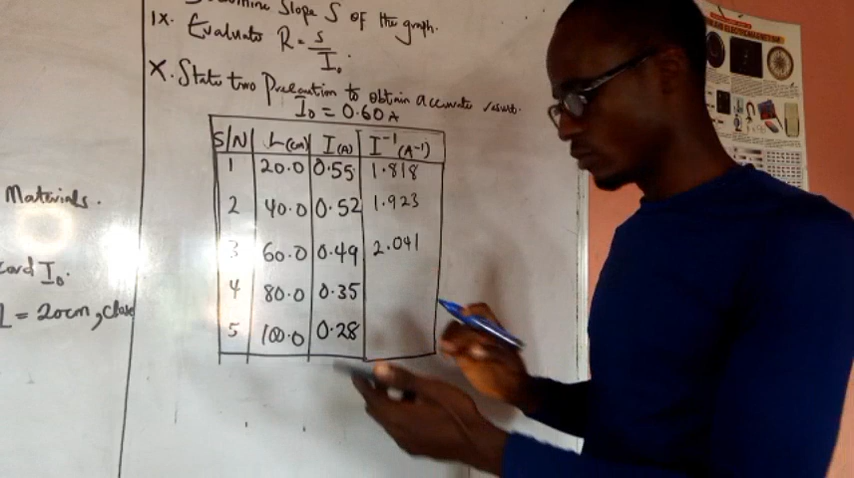 Slope S of the graph.
IX. Evaluate R = S/I₀.
X. State two Precaution to obtain accurate result.
I₀ = 0.60A
S/N L(cm) I(A) I⁻¹(A⁻¹)
1 20.0 0.55 1.818
2 40.0 0.52 1.923
3 60.0 0.49 2.041
4 80.0 0.35
5 100.0 0.28
Materials.
I₀.
L = 20cm, close